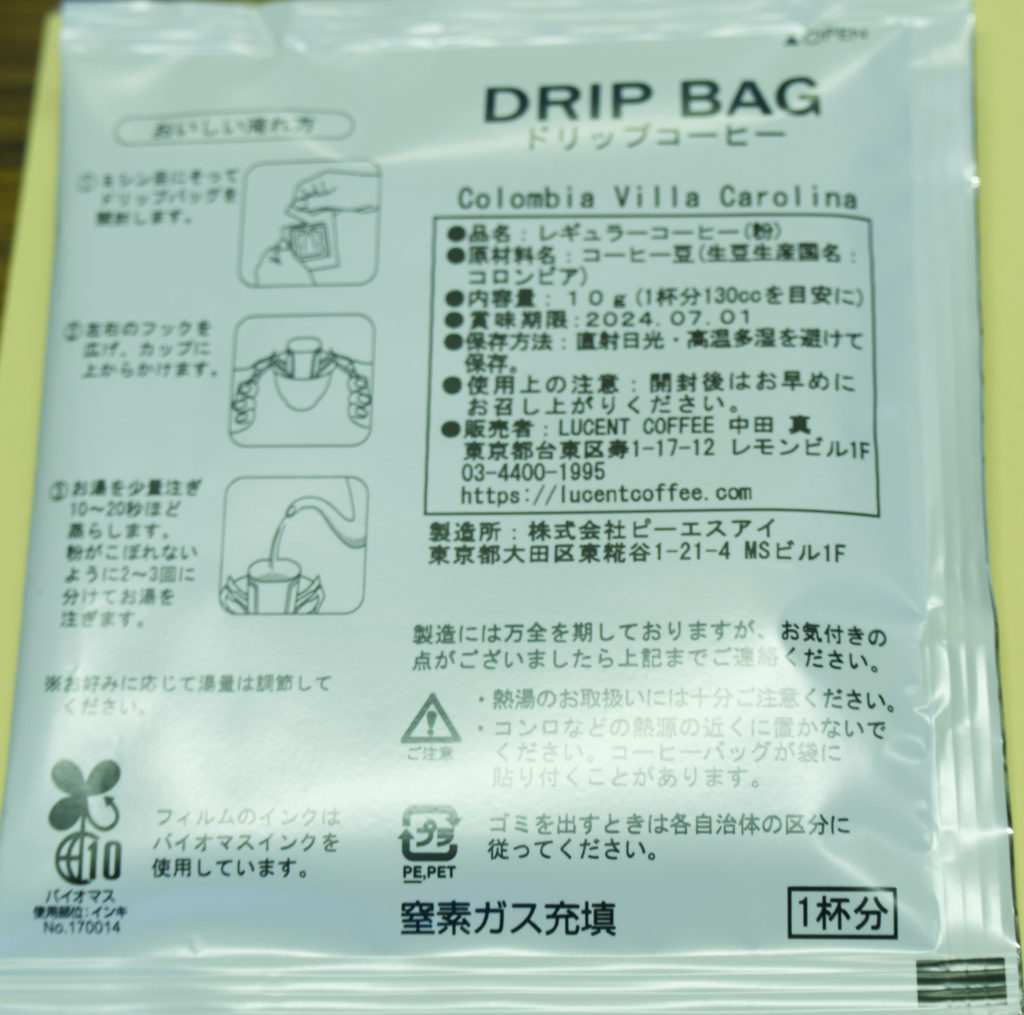 ▲OPEN
DRIP BAG
ドリップコーヒー
おいしい淹れ方
①ミシン目にそって
ドリップバッグを
開封します。
②左右のフックを
広げ、カップに
上からかけます。
③お湯を少量注ぎ
10〜20秒ほど
蒸らします。
粉がこぼれない
ように2〜3回に
分けてお湯を
注ぎます。
※お好みに応じて湯量は調節して
ください。
Colombia Villa Carolina
●品名：レギュラーコーヒー(粉)
●原材料名：コーヒー豆(生豆生産国名：
コロンビア)
●内容量：１０ｇ(1杯分130ccを目安に)
●賞味期限:2024.07.01
●保存方法：直射日光・高温多湿を避けて
保存。
●使用上の注意：開封後はお早めに
お召し上がりください。
●販売者：LUCENT COFFEE 中田 真
東京都台東区寿1-17-12 レモンビル1F
03-4400-1995
https://lucentcoffee.com
製造所：株式会社ピーエスアイ
東京都大田区東糀谷1-21-4 MSビル1F
製造には万全を期しておりますが、お気付きの
点がございましたら上記までご連絡ください。
ご注意
・熱湯のお取扱いには十分ご注意ください。
・コンロなどの熱源の近くに置かないで
ください。コーヒーバッグが袋に
貼り付くことがあります。
10
バイオマス
使用部位:インキ
No.170014
フィルムのインクは
バイオマスインクを
使用しています。
プラ
PE,PET
ゴミを出すときは各自治体の区分に
従ってください。
窒素ガス充填
1杯分